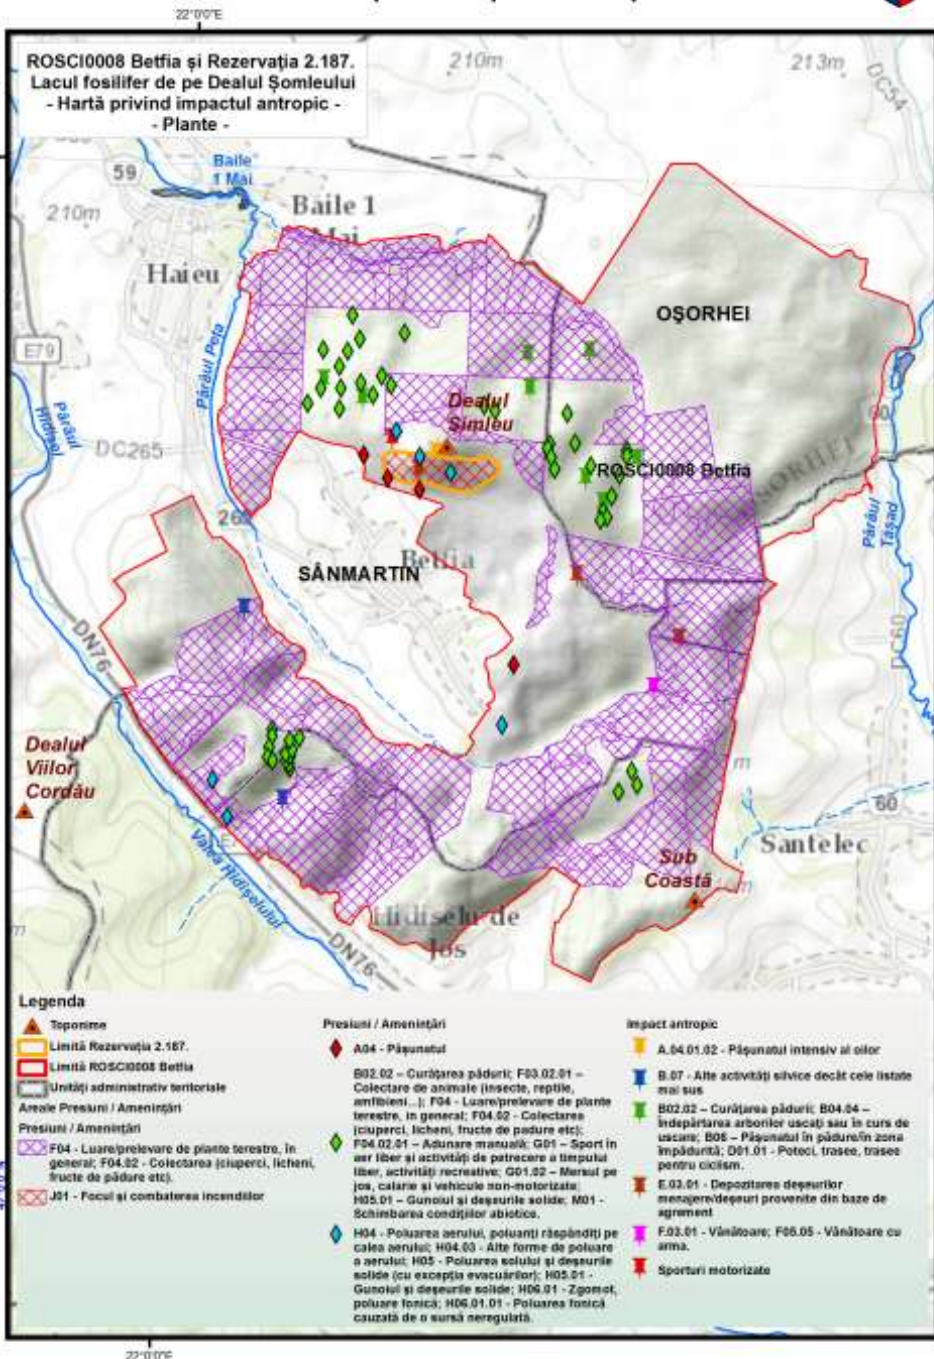 22°0'0"E
ROSCI0008 Betfia și Rezervația 2.187.
Lacul fosilifer de pe Dealul Șomleului
- Hartă privind impactul antropic -
- Plante -
210m
213m
DC54
Baile
1 Mai
59
210m
Baile 1
Mai
Haieu
OȘORHEI
E79
Pârâul Peța
Pârâul
Hidișel
Dealul
Șimleu
DC265
60
ROSCI0008 Betfia
OȘORHEI
Pârâul
Tășad
Betfia
SÂNMARTIN
DN76
DC60
Dealul
Viilor
Cordău
m
60
Santelec
Valea Hidișelului
Sub
Coastă
m
Hidiselu de
Jos
DN76
m
Legenda
Toponime
Limită Rezervația 2.187.
Limită ROSCI0008 Betfia
Unități administrativ teritoriale
Areale Presiuni / Amenințări
Presiuni / Amenințări
F04 - Luare/prelevare de plante terestre, în
general; F04.02 - Colectarea (ciuperci, licheni,
fructe de pădure etc).
J01 - Focul și combaterea incendiilor
Presiuni / Amenințări
A04 - Pășunatul
B02.02 – Curățarea pădurii; F03.02.01 –
Colectare de animale (insecte, reptile,
amfibieni...); F04 - Luare/prelevare de plante
terestre, in general; F04.02 - Colectarea
(ciuperci, licheni, fructe de padure etc);
F04.02.01 – Adunare manuală; G01 – Sport în
aer liber și activități de petrecere a timpului
liber, activități recreative; G01.02 – Mersul pe
jos, calarie și vehicule non-motorizate;
H05.01 – Gunoiul și deșeurile solide; M01 -
Schimbarea condițiilor abiotice.
H04 - Poluarea aerului, poluanți răspândiți pe
calea aerului; H04.03 - Alte forme de poluare
a aerului; H05 - Poluarea solului și deșeurile
solide (cu excepția evacuărilor); H05.01 -
Gunoiul și deșeurile solide; H06.01 - Zgomot,
poluare fonică; H06.01.01 - Poluarea fonică
cauzată de o sursă neregulată.
Impact antropic
A.04.01.02 - Pășunatul intensiv al oilor
B.07 - Alte activități silvice decât cele listate
mai sus
B02.02 – Curățarea pădurii; B04.04 –
Îndepărtarea arborilor uscați sau în curs de
uscare; B06 – Pășunatul în pădure/în zona
împădurită; D01.01 - Poteci, trasee, trasee
pentru ciclism.
E.03.01 - Depozitarea deșeurilor
menajere/deșeuri provenite din baze de
agrement
F.03.01 - Vânătoare; F05.05 - Vânătoare cu
arma.
Sporturi motorizate
22°0'0"E